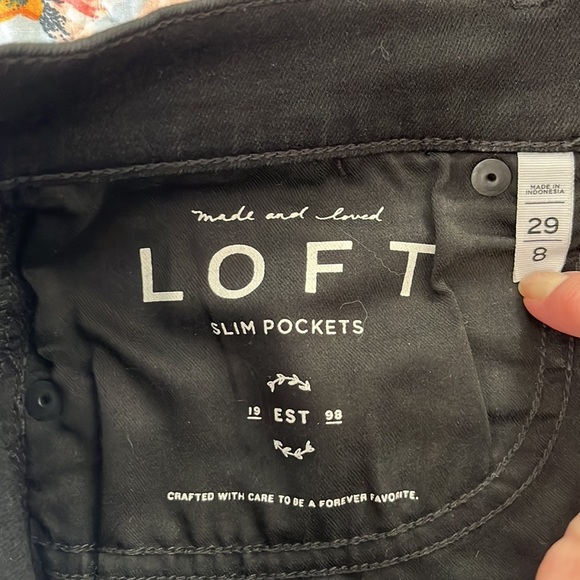 made and loved
LOFT
SLIM POCKETS
19 EST 98
CRAFTED WITH CARE TO BE A FOREVER FAVORITE.
MADE IN
INDONESIA
29
8